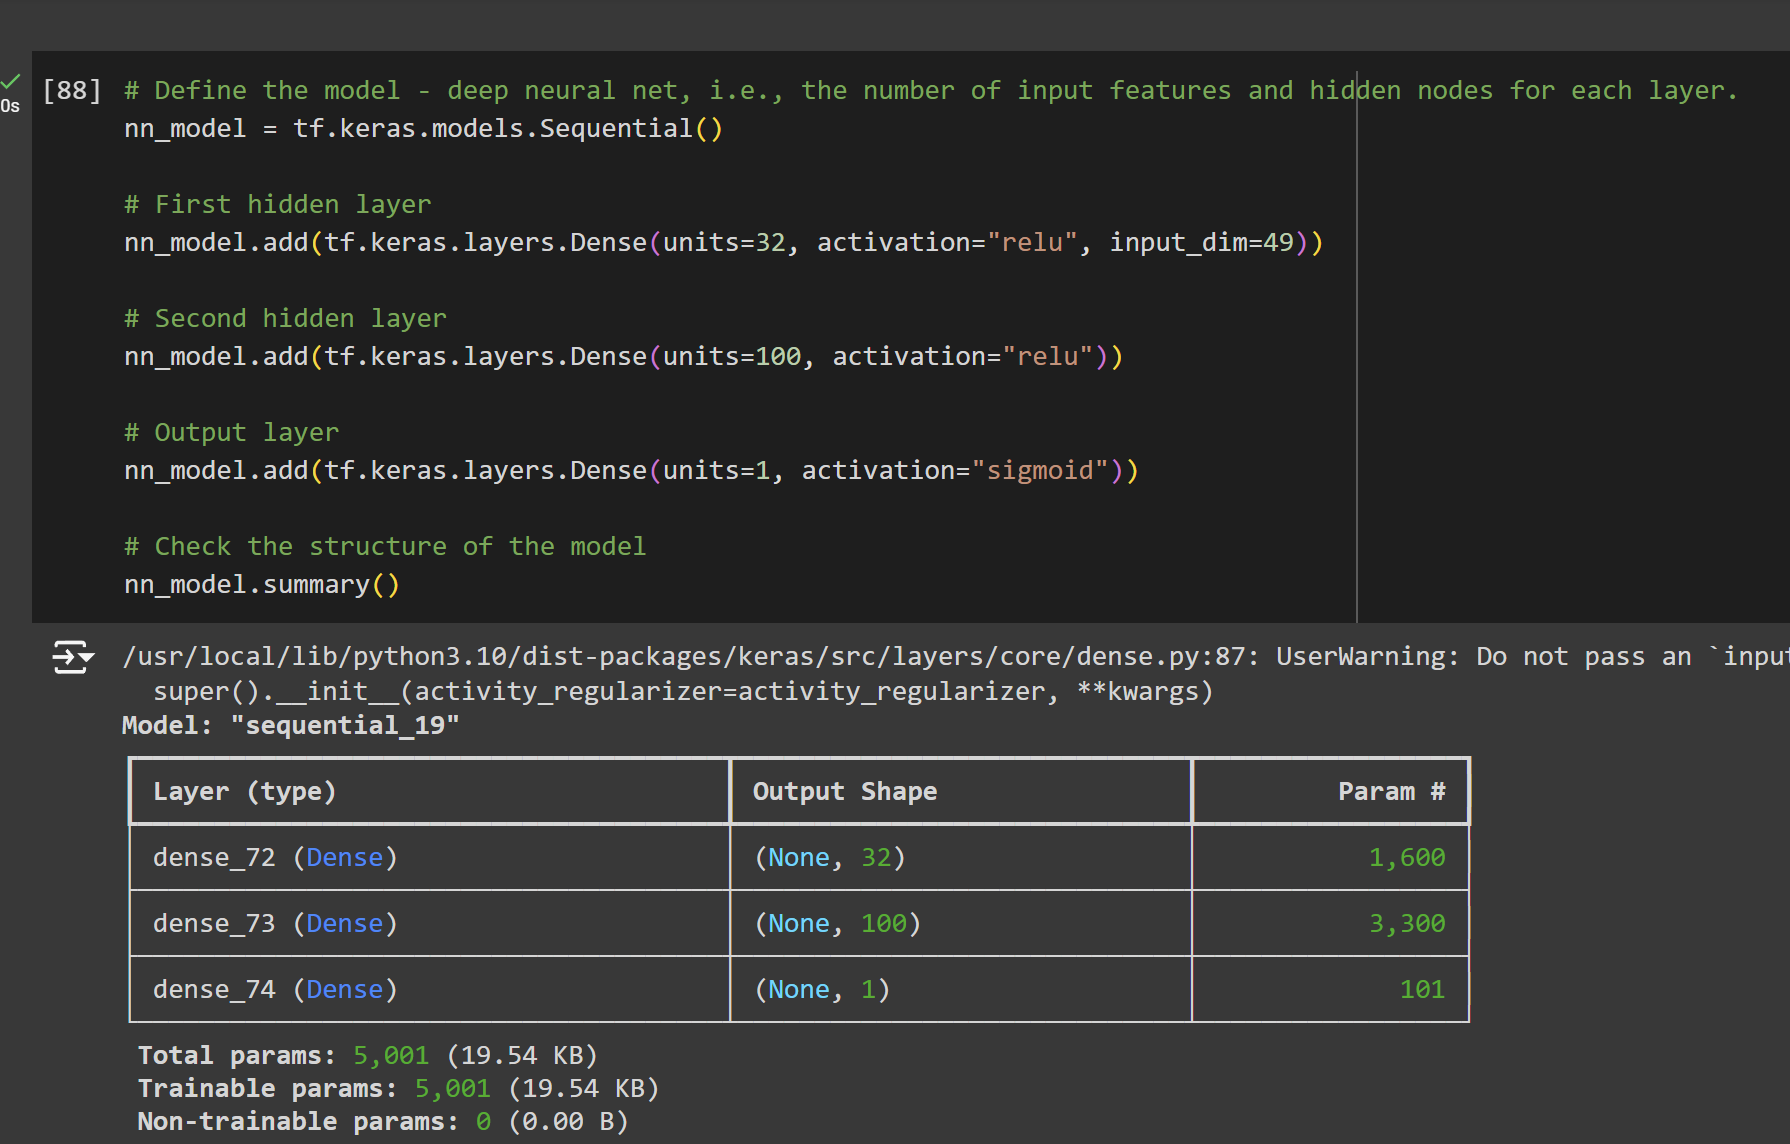 0s
[88] # Define the model - deep neural net, i.e., the number of input features and hidden nodes for each layer.
nn_model = tf.keras.models.Sequential()
# First hidden layer
nn_model.add(tf.keras.layers.Dense(units=32, activation="relu", input_dim=49))
# Second hidden layer
nn_model.add(tf.keras.layers.Dense(units=100, activation="relu"))
# Output layer
nn_model.add(tf.keras.layers.Dense(units=1, activation="sigmoid"))
# Check the structure of the model
nn_model.summary()
/usr/local/lib/python3.10/dist-packages/keras/src/layers/core/dense.py:87: UserWarning: Do not pass an `input
super().__init__(activity_regularizer=activity_regularizer, **kwargs)
Model: "sequential_19"
Layer (type) Output Shape Param #
dense_72 (Dense) (None, 32) 1,600
dense_73 (Dense) (None, 100) 3,300
dense_74 (Dense) (None, 1) 101
Total params: 5,001 (19.54 KB)
Trainable params: 5,001 (19.54 KB)
Non-trainable params: 0 (0.00 B)